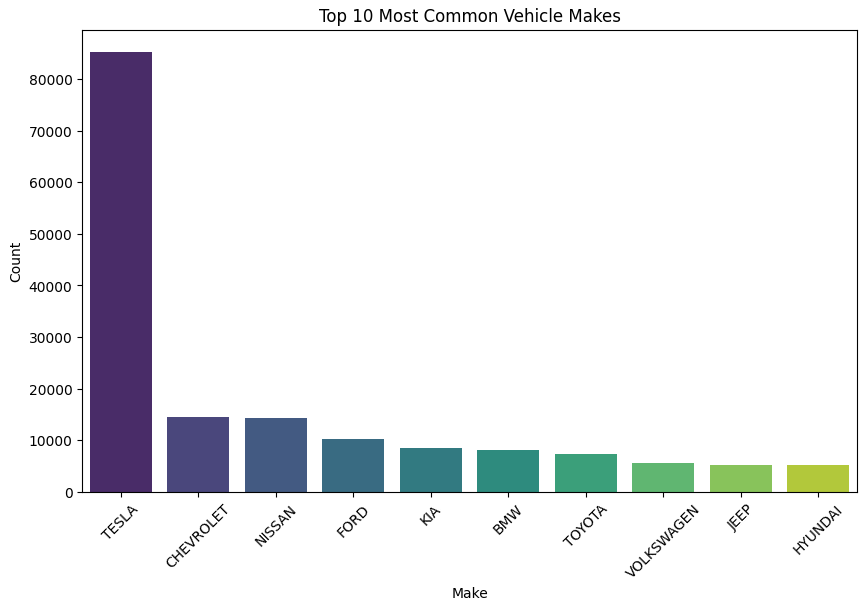 Top 10 Most Common Vehicle Makes
Count
80000
70000
60000
50000
40000
30000
20000
10000
0
TESLA
CHEVROLET
NISSAN
FORD
KIA
BMW
TOYOTA
VOLKSWAGEN
JEEP
HYUNDAI
Make